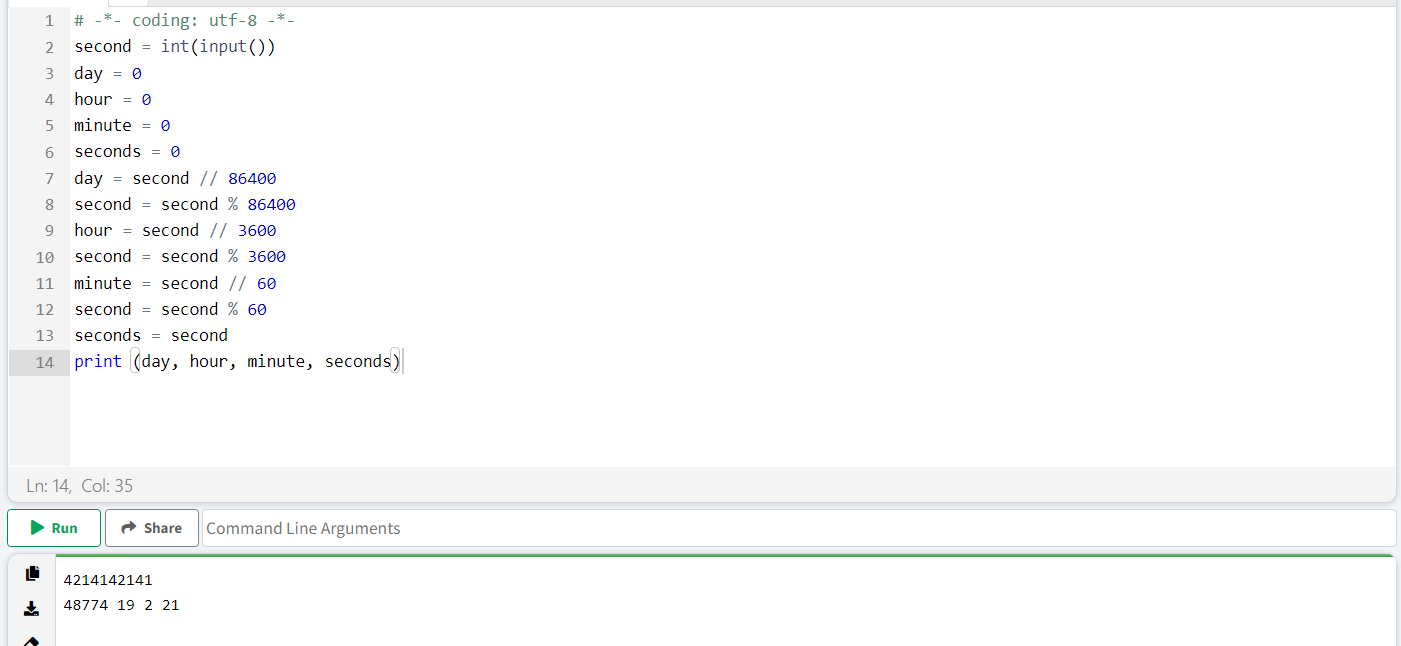 1 # -*- coding: utf-8 -*-
2 second = int(input())
3 day = 0
4 hour = 0
5 minute = 0
6 seconds = 0
7 day = second // 86400
8 second = second % 86400
9 hour = second // 3600
10 second = second % 3600
11 minute = second // 60
12 second = second % 60
13 seconds = second
14 print (day, hour, minute, seconds)
Ln: 14, Col: 35
Run Share Command Line Arguments
4214142141
48774 19 2 21